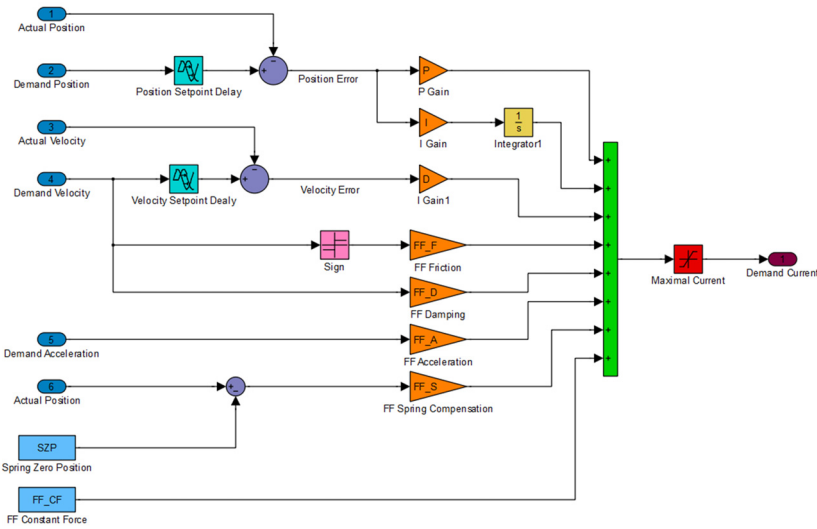 1
Actual Position
2
Demand Position
Position Setpoint Delay
+
−
Position Error
P
P Gain
I
I Gain
1
s
Integrator1
3
Actual Velocity
4
Demand Velocity
Velocity Setpoint Dealy
+
−
Velocity Error
D
I Gain1
Sign
FF_F
FF Friction
FF_D
FF Damping
5
Demand Acceleration
FF_A
FF Acceleration
6
Actual Position
+
−
FF_S
FF Spring Compensation
SZP
Spring Zero Position
FF_CF
FF Constant Force
+
+
+
+
+
+
+
+
Maximal Current
1
Demand Current